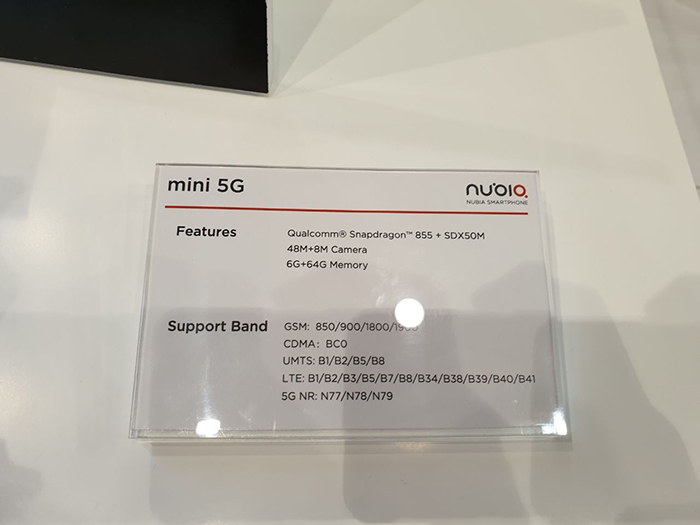 mini 5G
nubia
NUBIA SMARTPHONE
Features
Qualcomm® Snapdragon™ 855 + SDX50M
48M+8M Camera
6G+64G Memory
Support Band
GSM: 850/900/1800/1900
CDMA: BC0
UMTS: B1/B2/B5/B8
LTE: B1/B2/B3/B5/B7/B8/B34/B38/B39/B40/B41
5G NR: N77/N78/N79